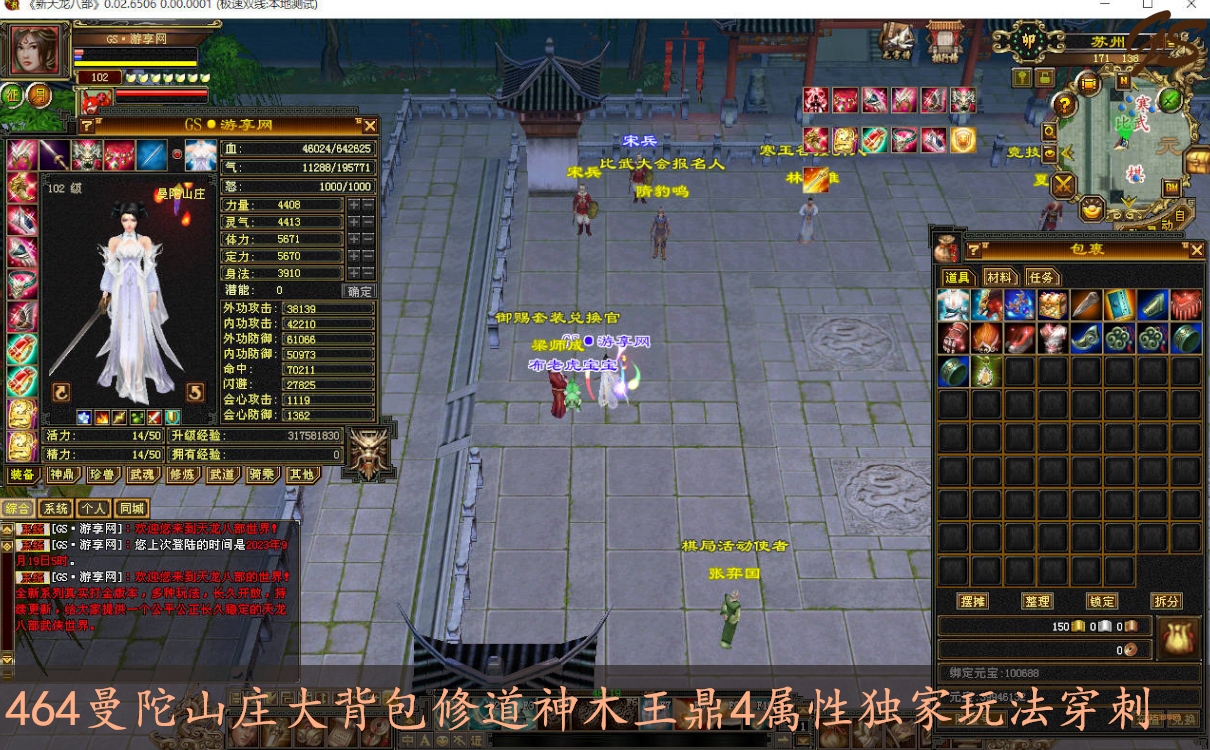 《新天龙八部》0.02.6506 0.00.0001 (极速双线:本地测试)
GS·游享网
102
苏州
171 138
GS●游享网
102 级
曼陀山庄
血: 46024/642625
气: 11288/195771
怒: 1000/1000
力量: 4408
灵气: 4413
体力: 5671
定力: 5670
身法: 3910
潜能: 0 确定
外功攻击: 38139
内功攻击: 42210
外功防御: 61066
内功防御: 50973
命中: 70211
闪避: 27825
会心攻击: 1119
会心防御: 1362
活力: 14/50 升级经验: 317581830
精力: 14/50 拥有经验: 0
装备 神鼎 珍兽 武魂 修炼 武道 骑乘 其他
宋兵
比武大会报名人
宋兵
隋豹鸣
御赐套装兑换官
梁师成
游享网
布老虎宝宝
棋局活动使者
张弈国
包裹
道具 材料 任务
摆摊 整理 锁定 拆分
150 0 0
0
绑定元宝:100688
综合 系统 个人 同城
[GS·游享网]:欢迎您来到天龙八部世界!
[GS·游享网]:您上次登陆的时间是2023年9
月19日5时。
[GS·游享网]:欢迎您来到天龙八部的世界!
全新系列真实打金版本,多种玩法,长久开放,持
续更新,给大家提供一个公平公正长久稳定的天龙
八部武侠世界。
464曼陀山庄大背包修道神木王鼎4属性独家玩法穿刺